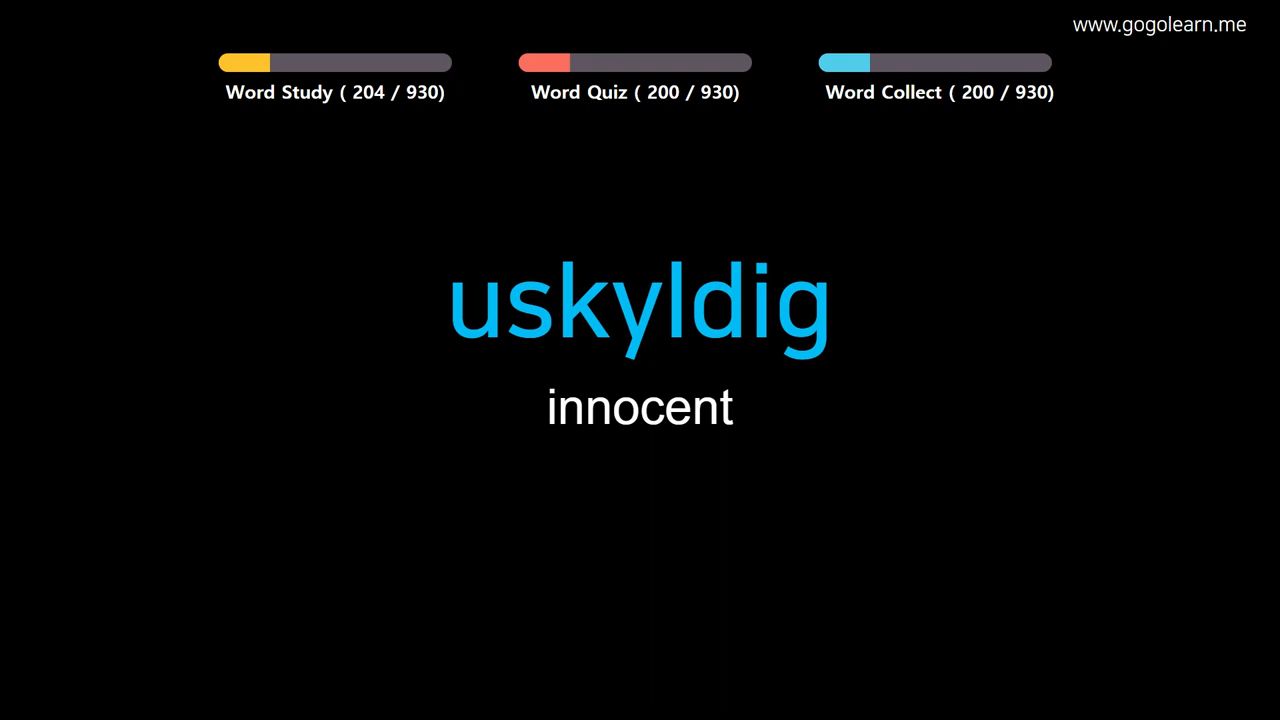 www.gogolearn.me
Word Study ( 204 / 930)
Word Quiz ( 200 / 930)
Word Collect ( 200 / 930)
uskyldig
innocent